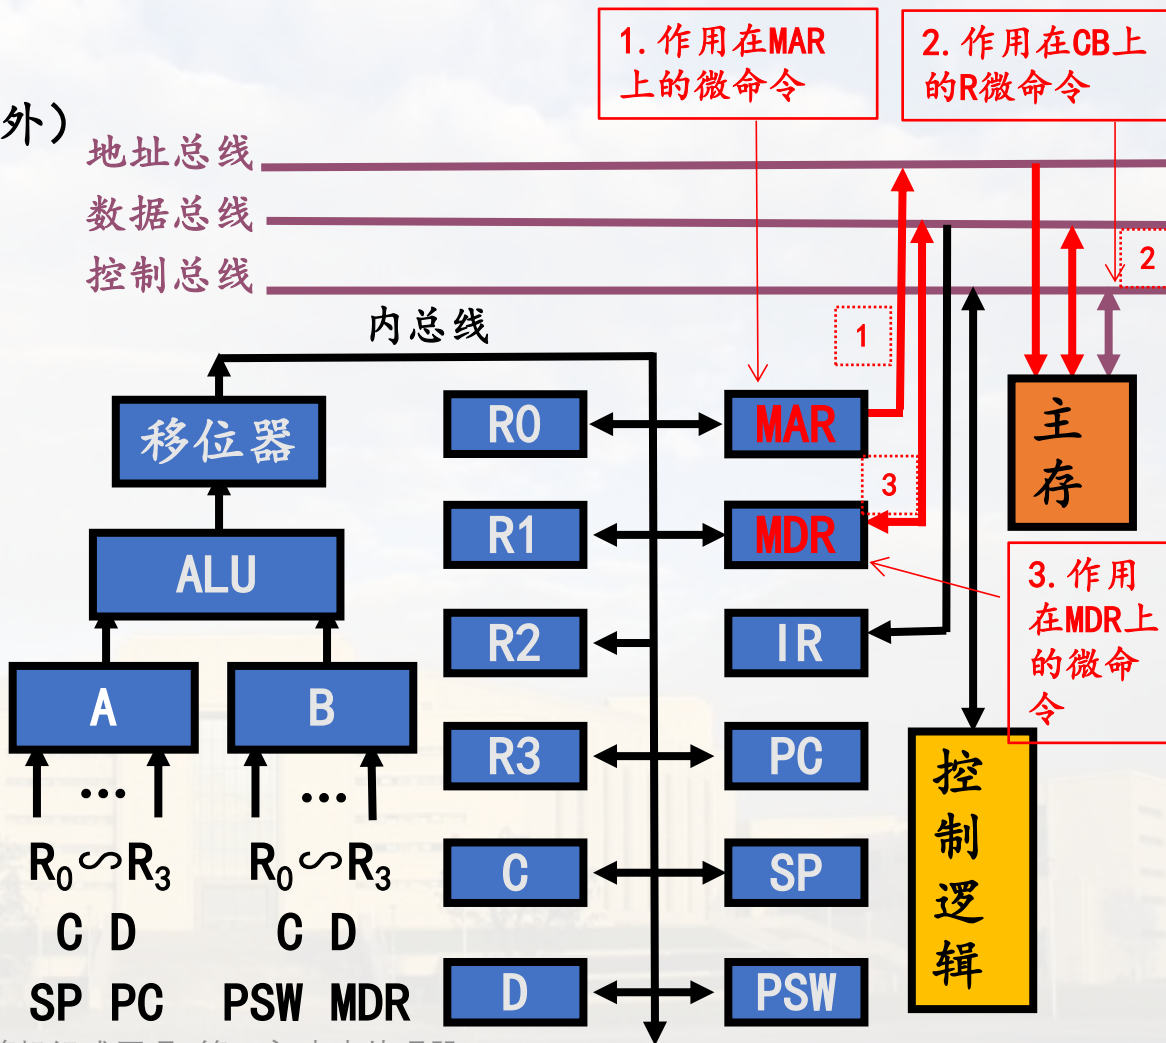 1. 作用在MAR
上的微命令
2. 作用在CB上
的R微命令
外）
地址总线
数据总线
控制总线
2
内总线
1
移位器
R0
MAR
主
存
3
R1
MDR
ALU
3. 作用
在MDR上
的微命
令
R2
IR
A
B
R3
PC
控
制
逻
辑
… …
R0∽R3 R0∽R3
C
SP
C D C D
D
PSW
SP PC PSW MDR